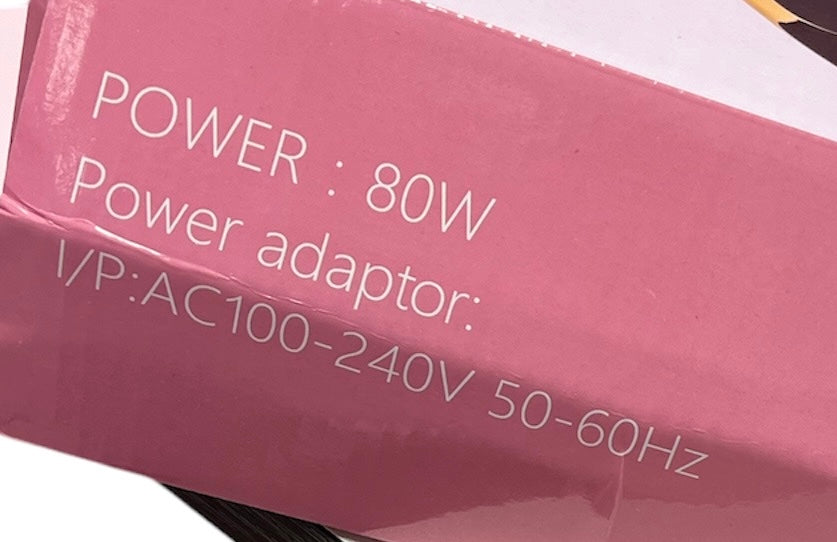 POWER : 80W
Power adaptor:
I/P:AC100-240V 50-60Hz